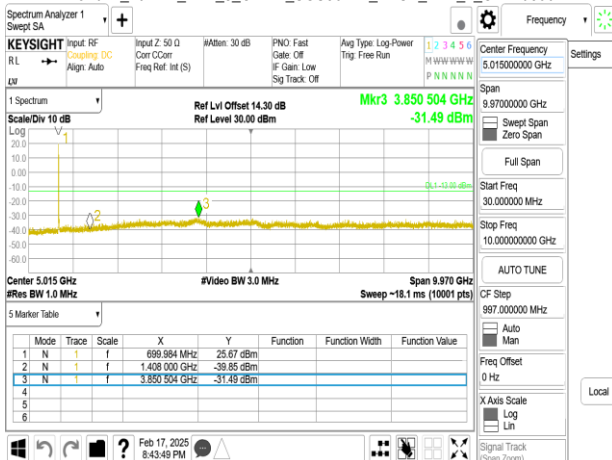 Spectrum Analyzer 1
Swept SA
+
Frequency
KEYSIGHT
RL
Input: RF
Coupling: DC
Align: Auto
Input Z: 50 Ω
Corr CCorr
Freq Ref: Int (S)
#Atten: 30 dB
PNO: Fast
Gate: Off
IF Gain: Low
Sig Track: Off
Avg Type: Log-Power
Trig: Free Run
1 2 3 4 5 6
M W W W W W
P N N N N N
LXI
1 Spectrum
Scale/Div 10 dB
Log
Ref Lvl Offset 14.30 dB
Ref Level 30.00 dBm
Mkr3 3.850 504 GHz
-31.49 dBm
20.0
10.0
0.00
-10.0
-20.0
-30.0
-40.0
-50.0
-60.0
1
2
3
DL1 -13.00 dBm
Center 5.015 GHz
#Res BW 1.0 MHz
#Video BW 3.0 MHz
Span 9.970 GHz
Sweep ~18.1 ms (10001 pts)
5 Marker Table
Mode Trace Scale X Y Function Function Width Function Value
1 N 1 f 699.984 MHz 25.67 dBm
2 N 1 f 1.408 000 GHz -39.85 dBm
3 N 1 f 3.850 504 GHz -31.49 dBm
4
5
6
?
Feb 17, 2025
8:43:49 PM
Center Frequency
5.015000000 GHz
Settings
Span
9.97000000 GHz
Swept Span
Zero Span
Full Span
Start Freq
30.000000 MHz
Stop Freq
10.000000000 GHz
AUTO TUNE
CF Step
997.000000 MHz
Auto
Man
Freq Offset
0 Hz
Local
X Axis Scale
Log
Lin
Signal Track
(Span Zoom)